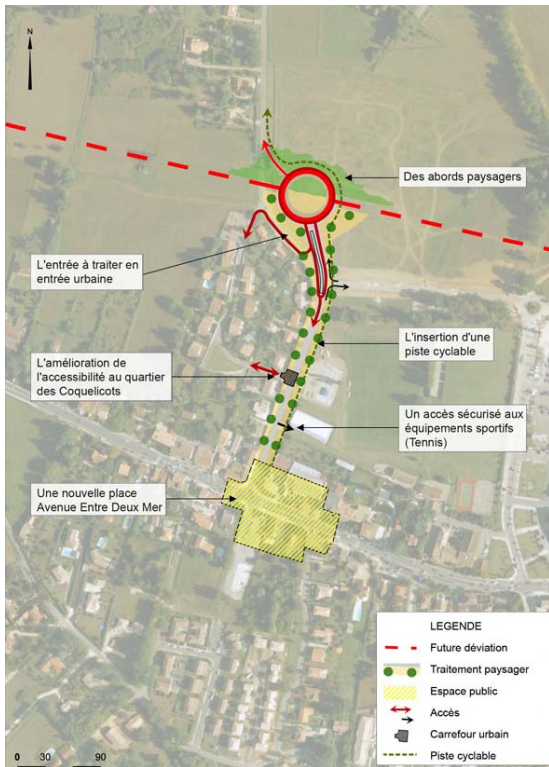 N
Des abords paysagers
L'entrée à traiter en
entrée urbaine
L'insertion d'une
piste cyclable
L'amélioration de
l'accessibilité au quartier
des Coquelicots
Un accès sécurisé aux
équipements sportifs
(Tennis)
Une nouvelle place
Avenue Entre Deux Mer
LEGENDE
Future déviation
Traitement paysager
Espace public
Accès
Carrefour urbain
Piste cyclable
0 30 90